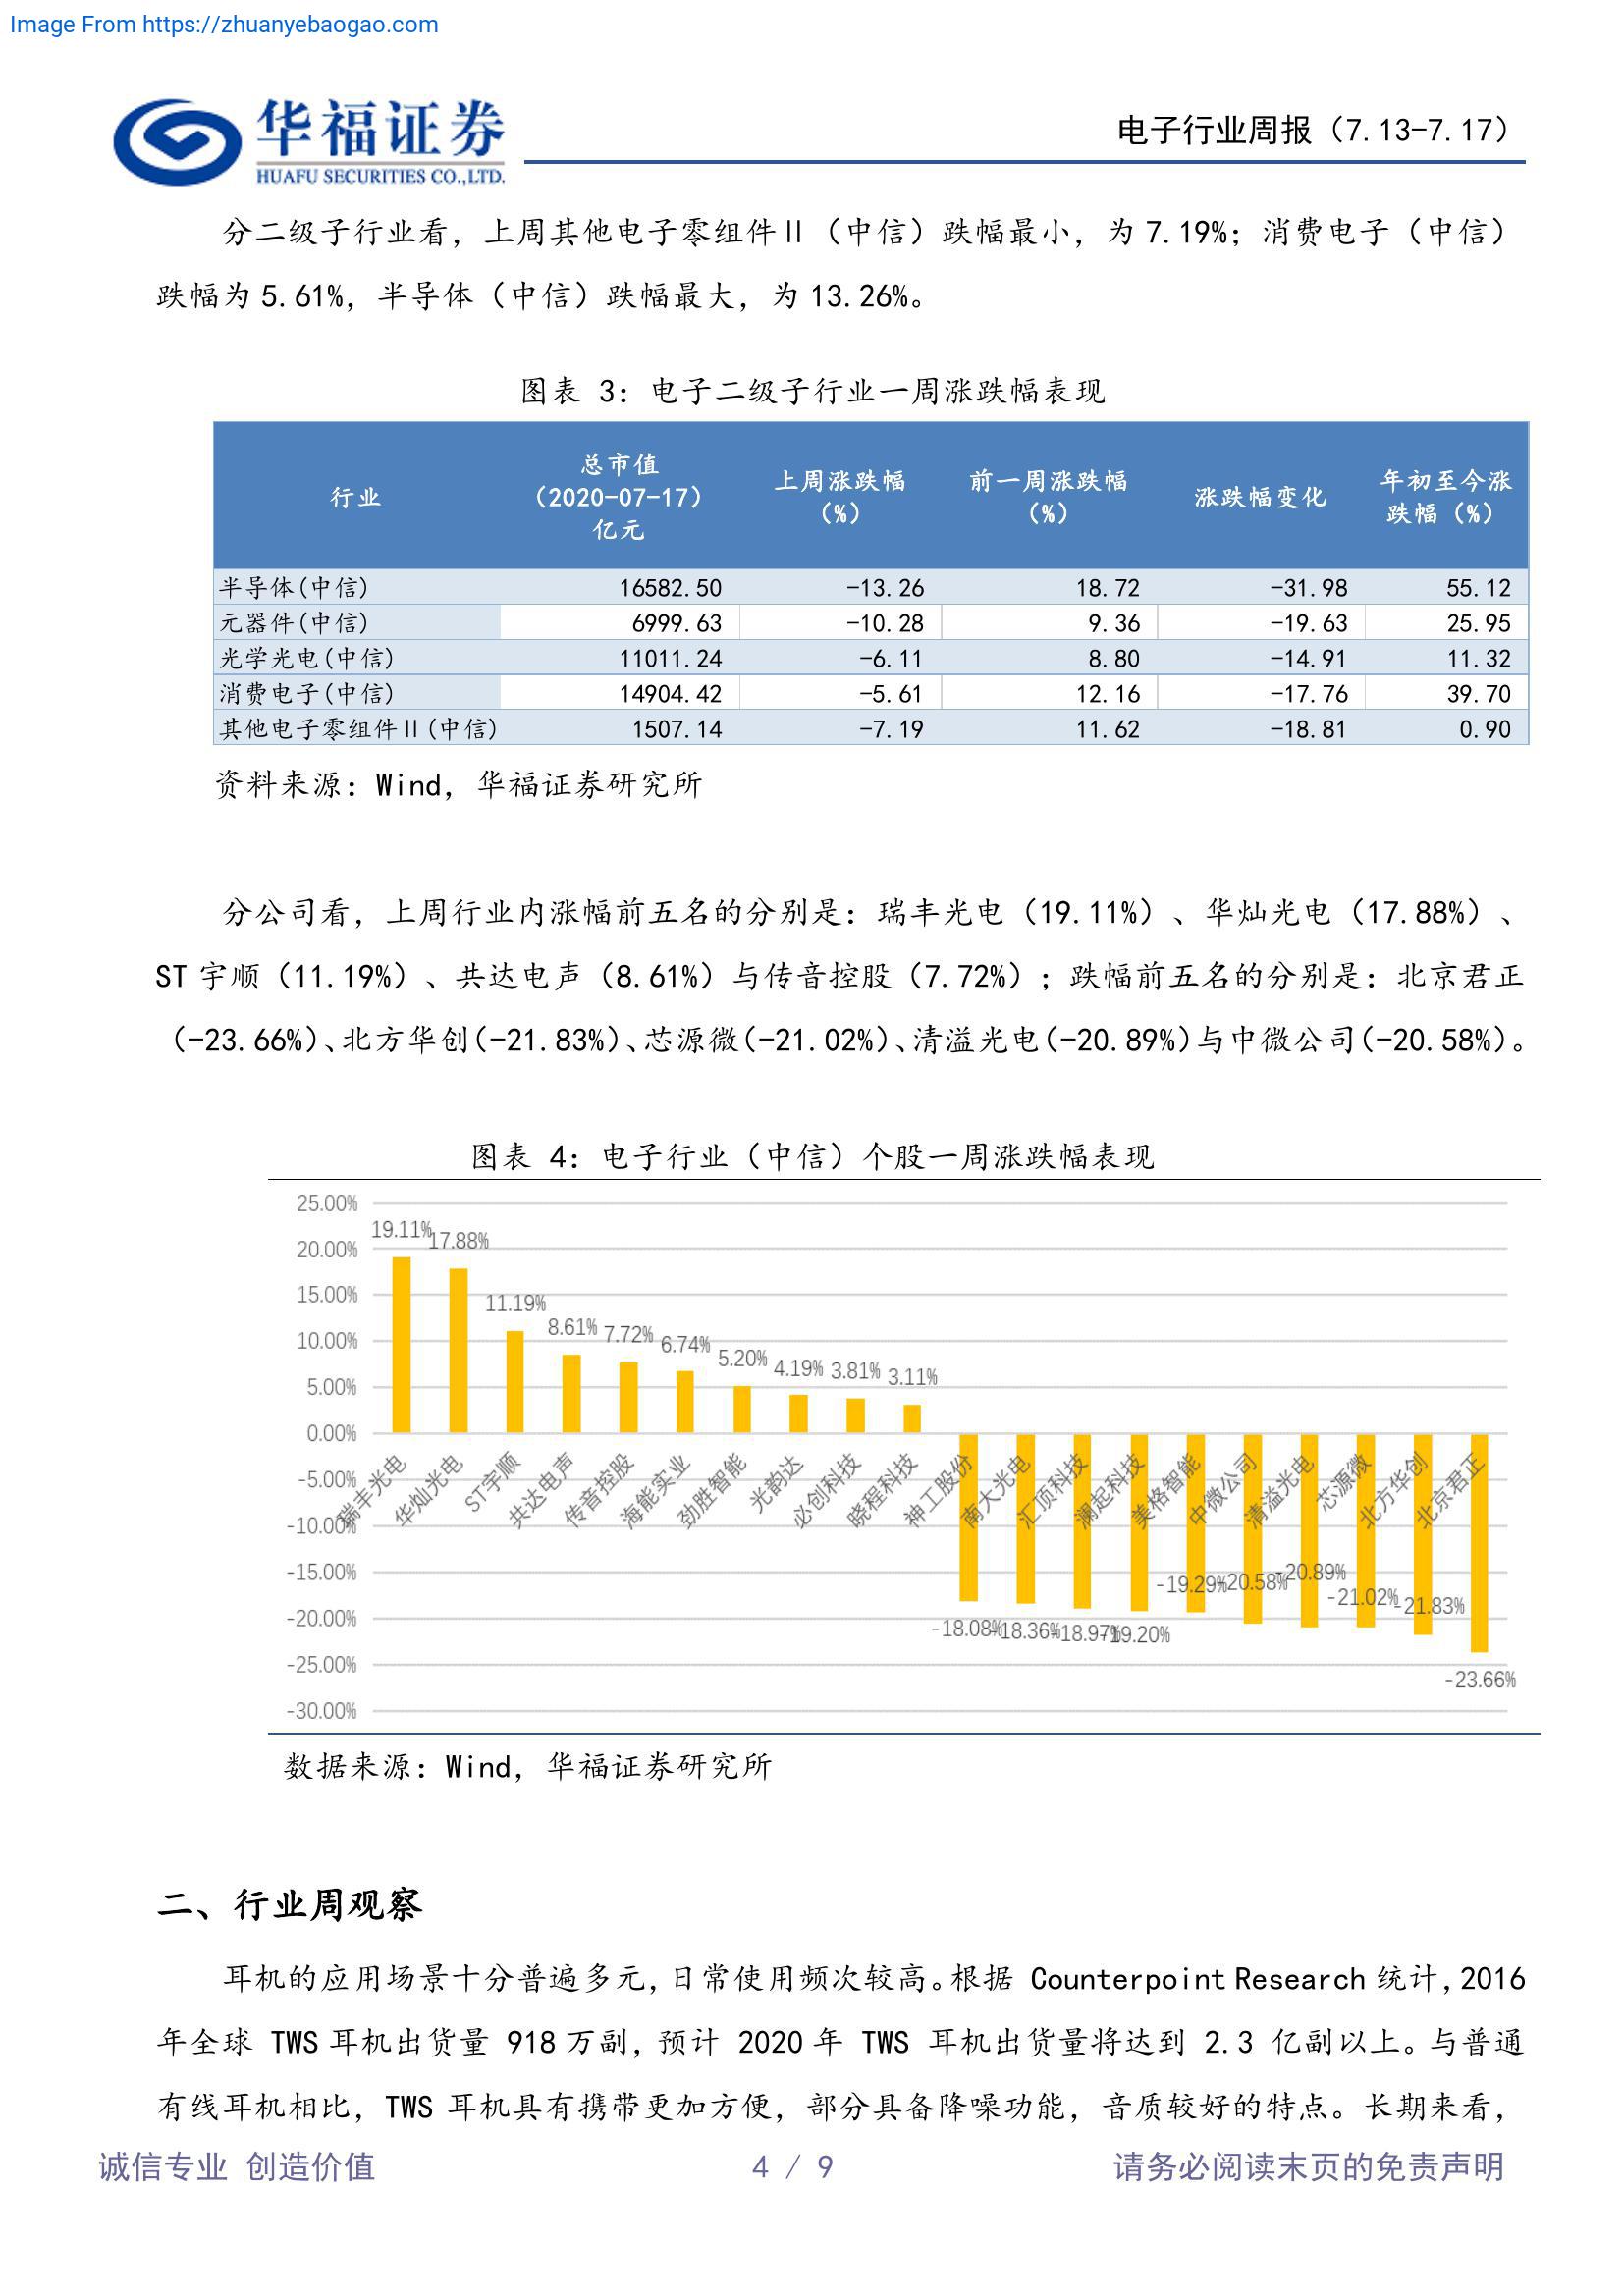 Image From https://zhuanyebaogao.com
华福证券
HUAFU SECURITIES CO.,LTD.
电子行业周报（7.13-7.17）
分二级子行业看，上周其他电子零组件Ⅱ（中信）跌幅最小，为 7.19%；消费电子（中信）
跌幅为 5.61%，半导体（中信）跌幅最大，为 13.26%。
图表 3：电子二级子行业一周涨跌幅表现
行业 总市值（2020-07-17）亿元 上周涨跌幅（%） 前一周涨跌幅（%） 涨跌幅变化 年初至今涨跌幅（%）
半导体(中信) 16582.50 -13.26 18.72 -31.98 55.12
元器件(中信) 6999.63 -10.28 9.36 -19.63 25.95
光学光电(中信) 11011.24 -6.11 8.80 -14.91 11.32
消费电子(中信) 14904.42 -5.61 12.16 -17.76 39.70
其他电子零组件Ⅱ(中信) 1507.14 -7.19 11.62 -18.81 0.90
资料来源：Wind，华福证券研究所
分公司看，上周行业内涨幅前五名的分别是：瑞丰光电（19.11%）、华灿光电（17.88%）、
ST 宇顺（11.19%）、共达电声（8.61%）与传音控股（7.72%）；跌幅前五名的分别是：北京君正
（-23.66%）、北方华创（-21.83%）、芯源微（-21.02%）、清溢光电（-20.89%）与中微公司（-20.58%）。
图表 4：电子行业（中信）个股一周涨跌幅表现
25.00%
20.00%
15.00%
10.00%
5.00%
0.00%
-5.00%
-10.00%
-15.00%
-20.00%
-25.00%
-30.00%
19.11% 17.88% 11.19% 8.61% 7.72% 6.74% 5.20% 4.19% 3.81% 3.11%
瑞丰光电 华灿光电 ST宇顺 共达电声 传音控股 海能实业 劲胜智能 光韵达 必创科技 晓程科技 神工股份 南大光电 汇顶科技 澜起科技 美格智能 中微公司 清溢光电 芯源微 北方华创 北京君正
-18.08% -18.36% -18.97% -19.20% -19.29% -20.58% -20.89% -21.02% -21.83% -23.66%
数据来源：Wind，华福证券研究所
二、行业周观察
耳机的应用场景十分普遍多元，日常使用频次较高。根据 Counterpoint Research 统计，2016
年全球 TWS 耳机出货量 918 万副，预计 2020 年 TWS 耳机出货量将达到 2.3 亿副以上。与普通
有线耳机相比，TWS 耳机具有携带更加方便，部分具备降噪功能，音质较好的特点。长期来看，
诚信专业 创造价值
4 / 9
请务必阅读末页的免责声明